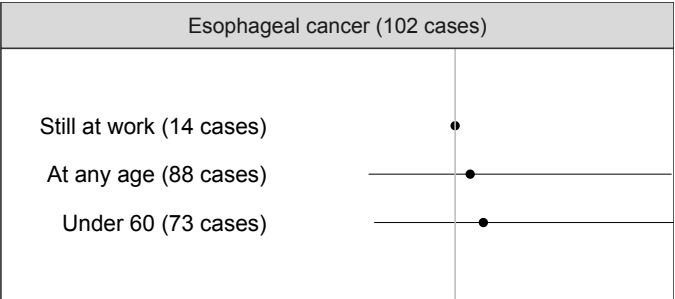 Esophageal cancer (102 cases)
Still at work (14 cases)
At any age (88 cases)
Under 60 (73 cases)